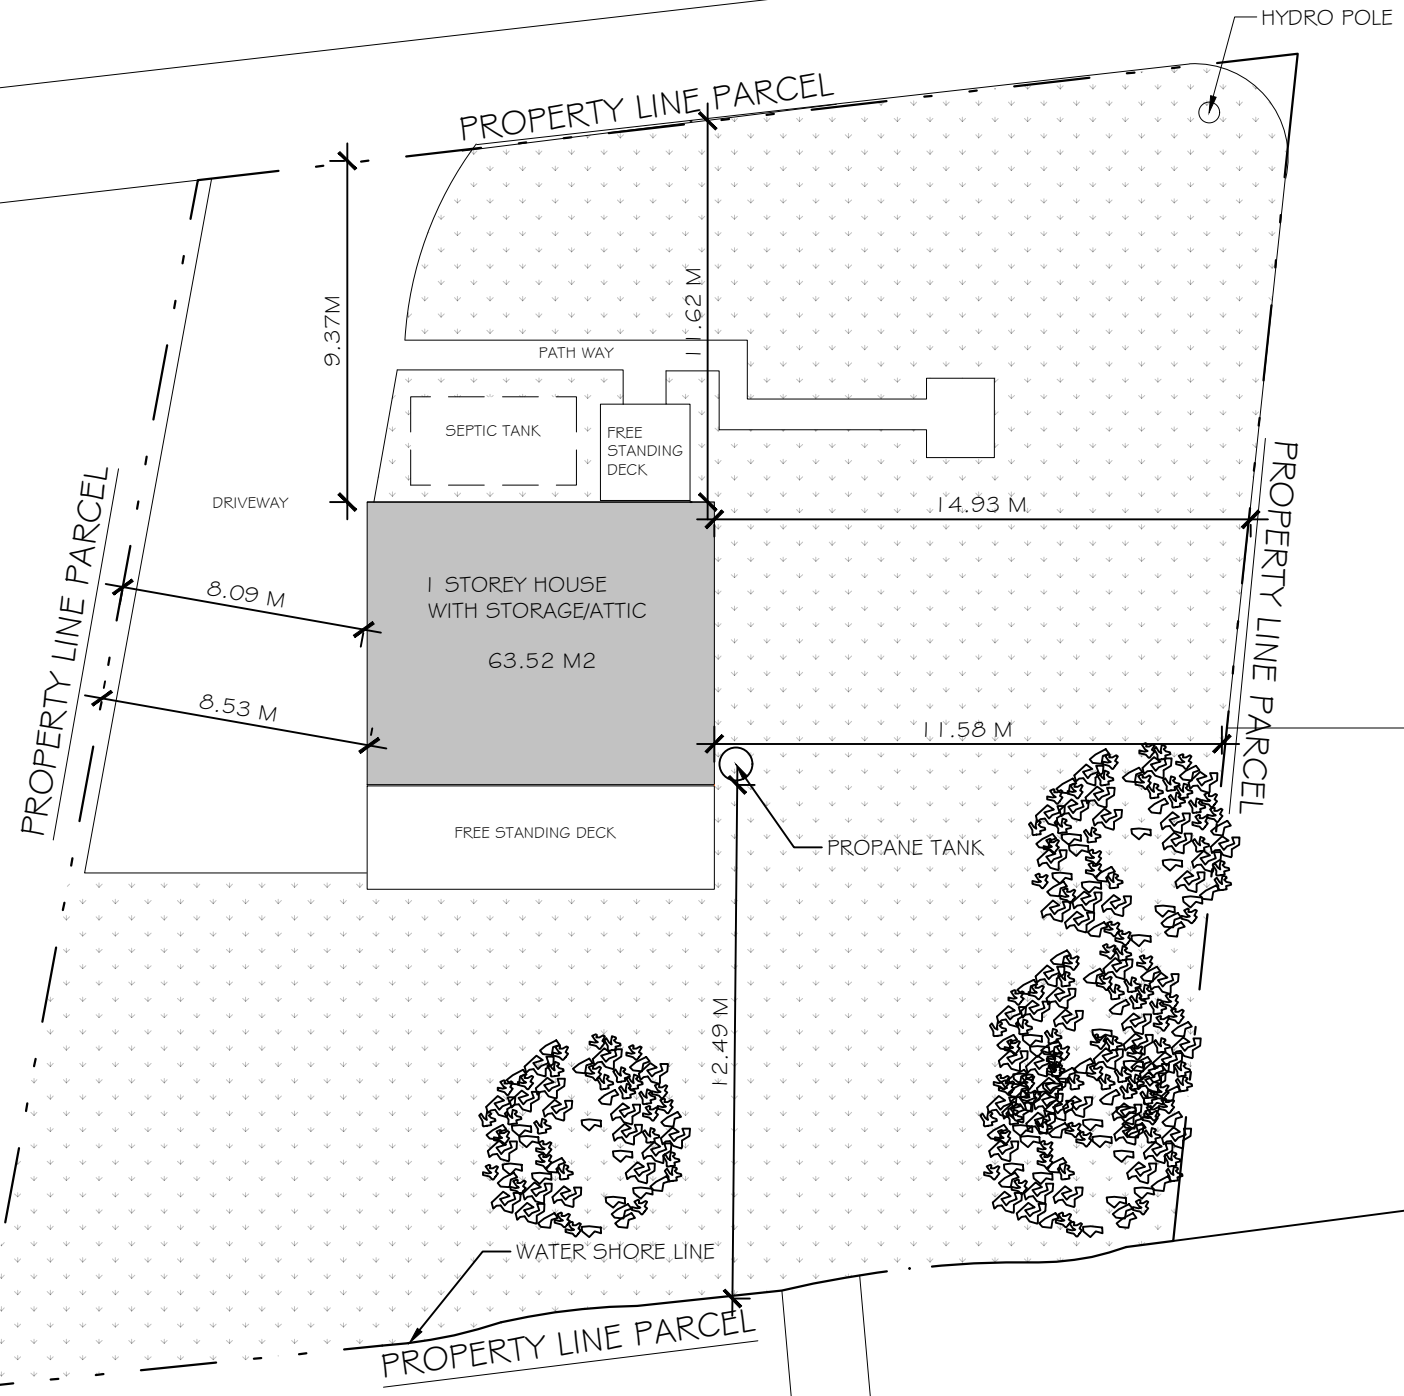 HYDRO POLE
PROPERTY LINE PARCEL
9.37M
11.62 M
PATH WAY
SEPTIC TANK
FREE
STANDING
DECK
DRIVEWAY
14.93 M
PROPERTY LINE PARCEL
PROPERTY LINE PARCEL
8.09 M
1 STOREY HOUSE
WITH STORAGE/ATTIC
63.52 M2
8.53 M
11.58 M
FREE STANDING DECK
PROPANE TANK
12.49 M
WATER SHORE LINE
PROPERTY LINE PARCEL